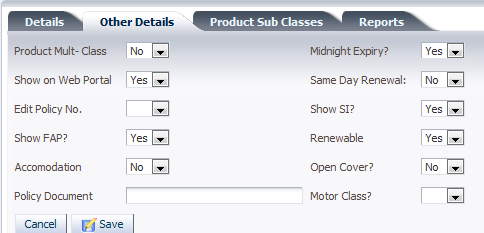 Details Other Details Product Sub Classes Reports
Product Mult- Class No Midnight Expiry? Yes
Show on Web Portal Yes Same Day Renewal: No
Edit Policy No. Show SI? Yes
Show FAP? Yes Renewable Yes
Accomodation No Open Cover? No
Policy Document Motor Class?
Cancel Save